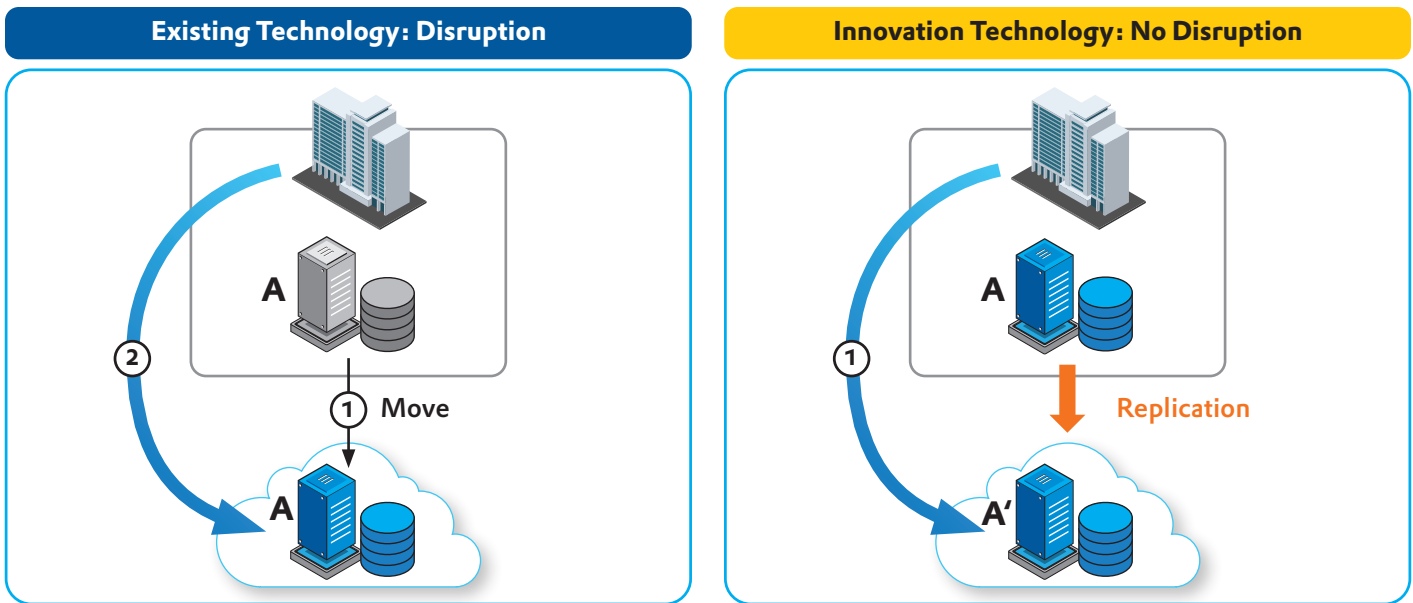 Existing Technology: Disruption
A
2
1 Move
A
Innovation Technology: No Disruption
A
1
Replication
A‘